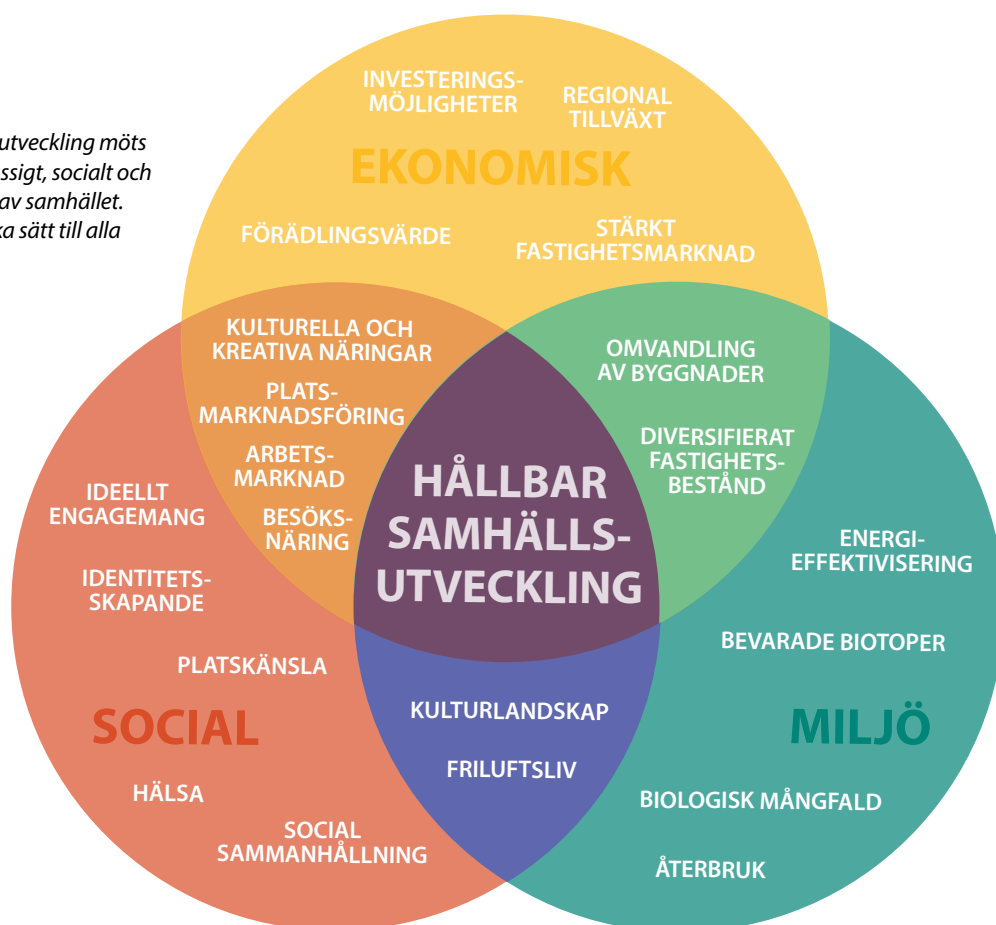 utveckling möts
ssigt, socialt och
av samhället.
ka sätt till alla
INVESTERINGS-
MÖJLIGHETER
REGIONAL
TILLVÄXT
EKONOMISK
FÖRÄDLINGSVÄRDE
STÄRKT
FASTIGHETSMARKNAD
KULTURELLA OCH
KREATIVA NÄRINGAR
PLATS-
MARKNADSFÖRING
ARBETS-
MARKNAD
BESÖKS-
NÄRING
OMVANDLING
AV BYGGNADER
DIVERSIFIERAT
FASTIGHETS-
BESTÅND
HÅLLBAR
SAMHÄLLS-
UTVECKLING
IDEELLT
ENGAGEMANG
IDENTITETS-
SKAPANDE
PLATSKÄNSLA
SOCIAL
HÄLSA
SOCIAL
SAMMANHÅLLNING
KULTURLANDSKAP
FRILUFTSLIV
ENERGI-
EFFEKTIVISERING
BEVARADE BIOTOPER
MILJÖ
BIOLOGISK MÅNGFALD
ÅTERBRUK